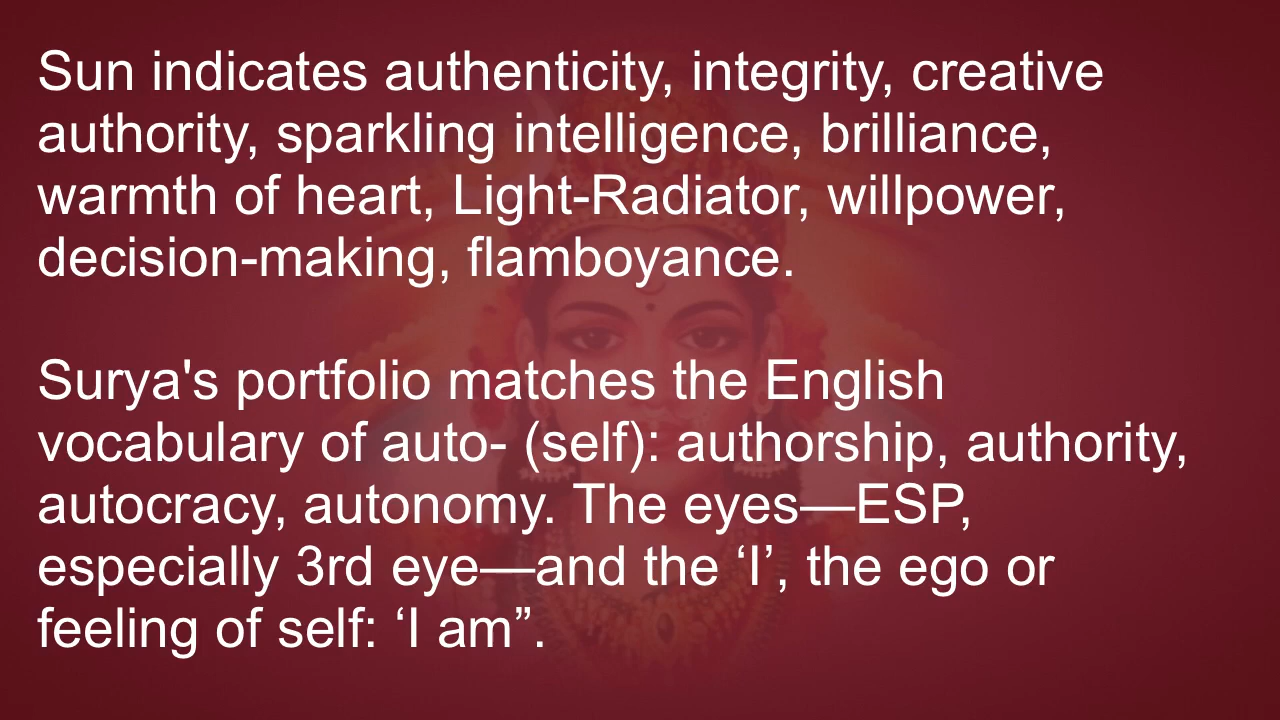 Sun indicates authenticity, integrity, creative
authority, sparkling intelligence, brilliance,
warmth of heart, Light-Radiator, willpower,
decision-making, flamboyance.
Surya's portfolio matches the English
vocabulary of auto- (self): authorship, authority,
autocracy, autonomy. The eyes—ESP,
especially 3rd eye—and the ‘I’, the ego or
feeling of self: ‘I am”.